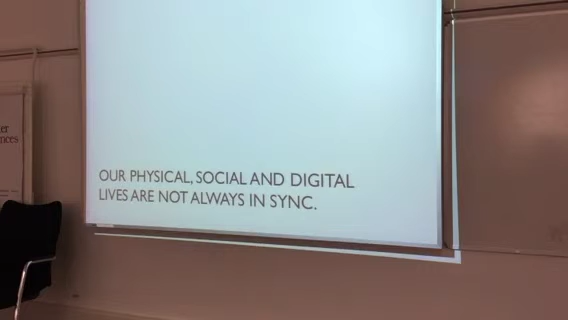 OUR PHYSICAL, SOCIAL AND DIGITAL
LIVES ARE NOT ALWAYS IN SYNC.